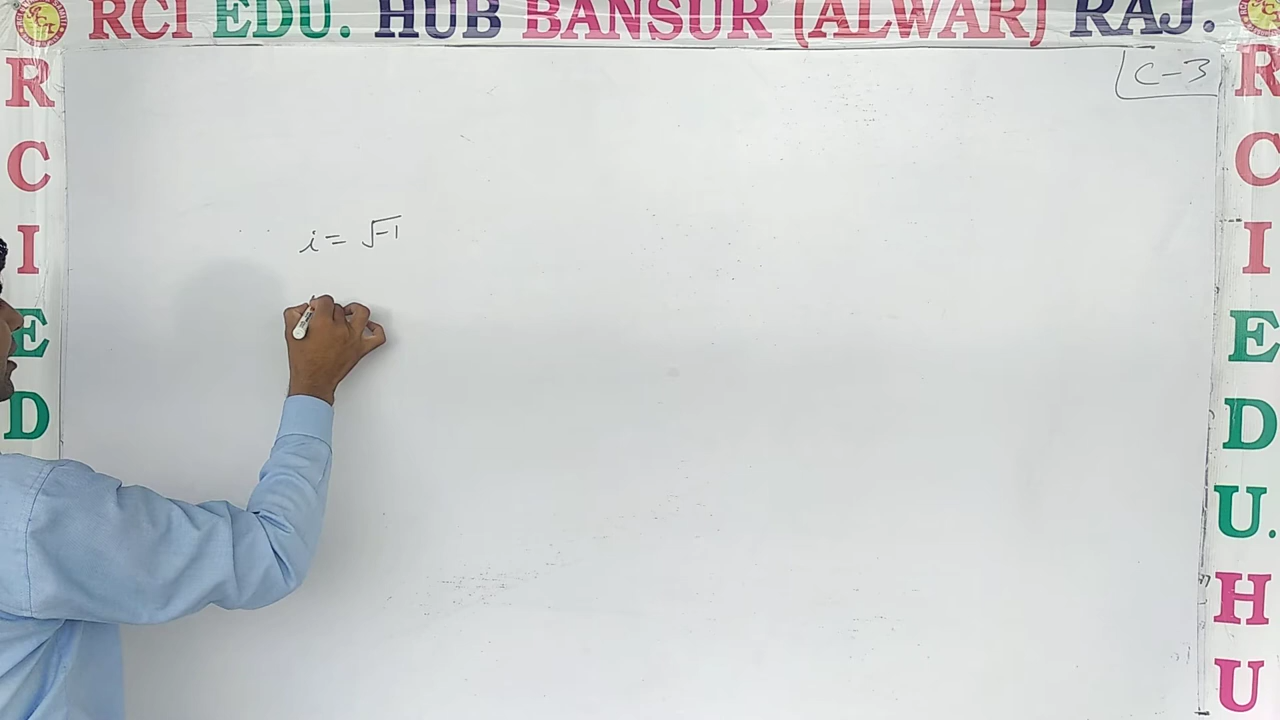 RCI EDU. HUB BANSUR (ALWAR) RAJ.
C-3
i = √-1
R
C
I
E
D
R
C
I
E
D
U.
H
U